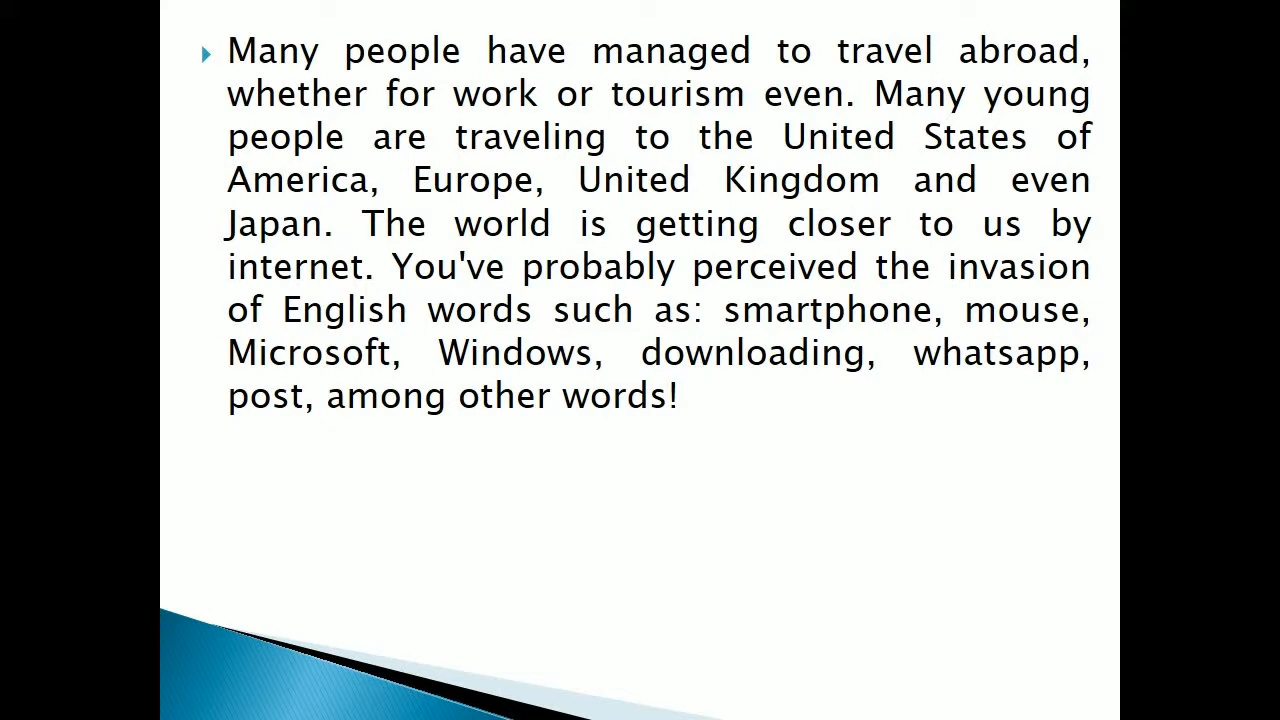 Many people have managed to travel abroad,
whether for work or tourism even. Many young
people are traveling to the United States of
America, Europe, United Kingdom and even
Japan. The world is getting closer to us by
internet. You've probably perceived the invasion
of English words such as: smartphone, mouse,
Microsoft, Windows, downloading, whatsapp,
post, among other words!